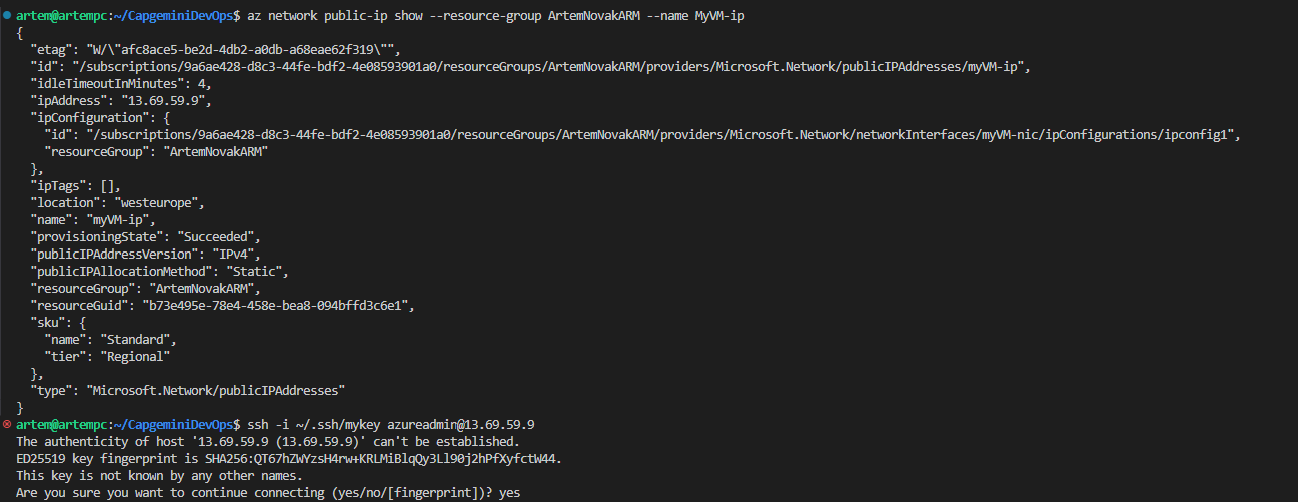 artem@artempc:~/CapgeminiDevOps$ az network public-ip show --resource-group ArtemNovakARM --name MyVM-ip
{
  "etag": "W/\"afc8ace5-be2d-4db2-a0db-a68eae62f319\"",
  "id": "/subscriptions/9a6ae428-d8c3-44fe-bdf2-4e08593901a0/resourceGroups/ArtemNovakARM/providers/Microsoft.Network/publicIPAddresses/myVM-ip",
  "idleTimeoutInMinutes": 4,
  "ipAddress": "13.69.59.9",
  "ipConfiguration": {
    "id": "/subscriptions/9a6ae428-d8c3-44fe-bdf2-4e08593901a0/resourceGroups/ArtemNovakARM/providers/Microsoft.Network/networkInterfaces/myVM-nic/ipConfigurations/ipconfig1",
    "resourceGroup": "ArtemNovakARM"
  },
  "ipTags": [],
  "location": "westeurope",
  "name": "myVM-ip",
  "provisioningState": "Succeeded",
  "publicIPAddressVersion": "IPv4",
  "publicIPAllocationMethod": "Static",
  "resourceGroup": "ArtemNovakARM",
  "resourceGuid": "b73e495e-78e4-458e-bea8-094bffd3c6e1",
  "sku": {
    "name": "Standard",
    "tier": "Regional"
  },
  "type": "Microsoft.Network/publicIPAddresses"
}
artem@artempc:~/CapgeminiDevOps$ ssh -i ~/.ssh/mykey azureadmin@13.69.59.9
The authenticity of host '13.69.59.9 (13.69.59.9)' can't be established.
ED25519 key fingerprint is SHA256:QT67hZWYzsH4rw+KRLMiBlqQy3Ll90j2hPfXyfctW44.
This key is not known by any other names.
Are you sure you want to continue connecting (yes/no/[fingerprint])? yes